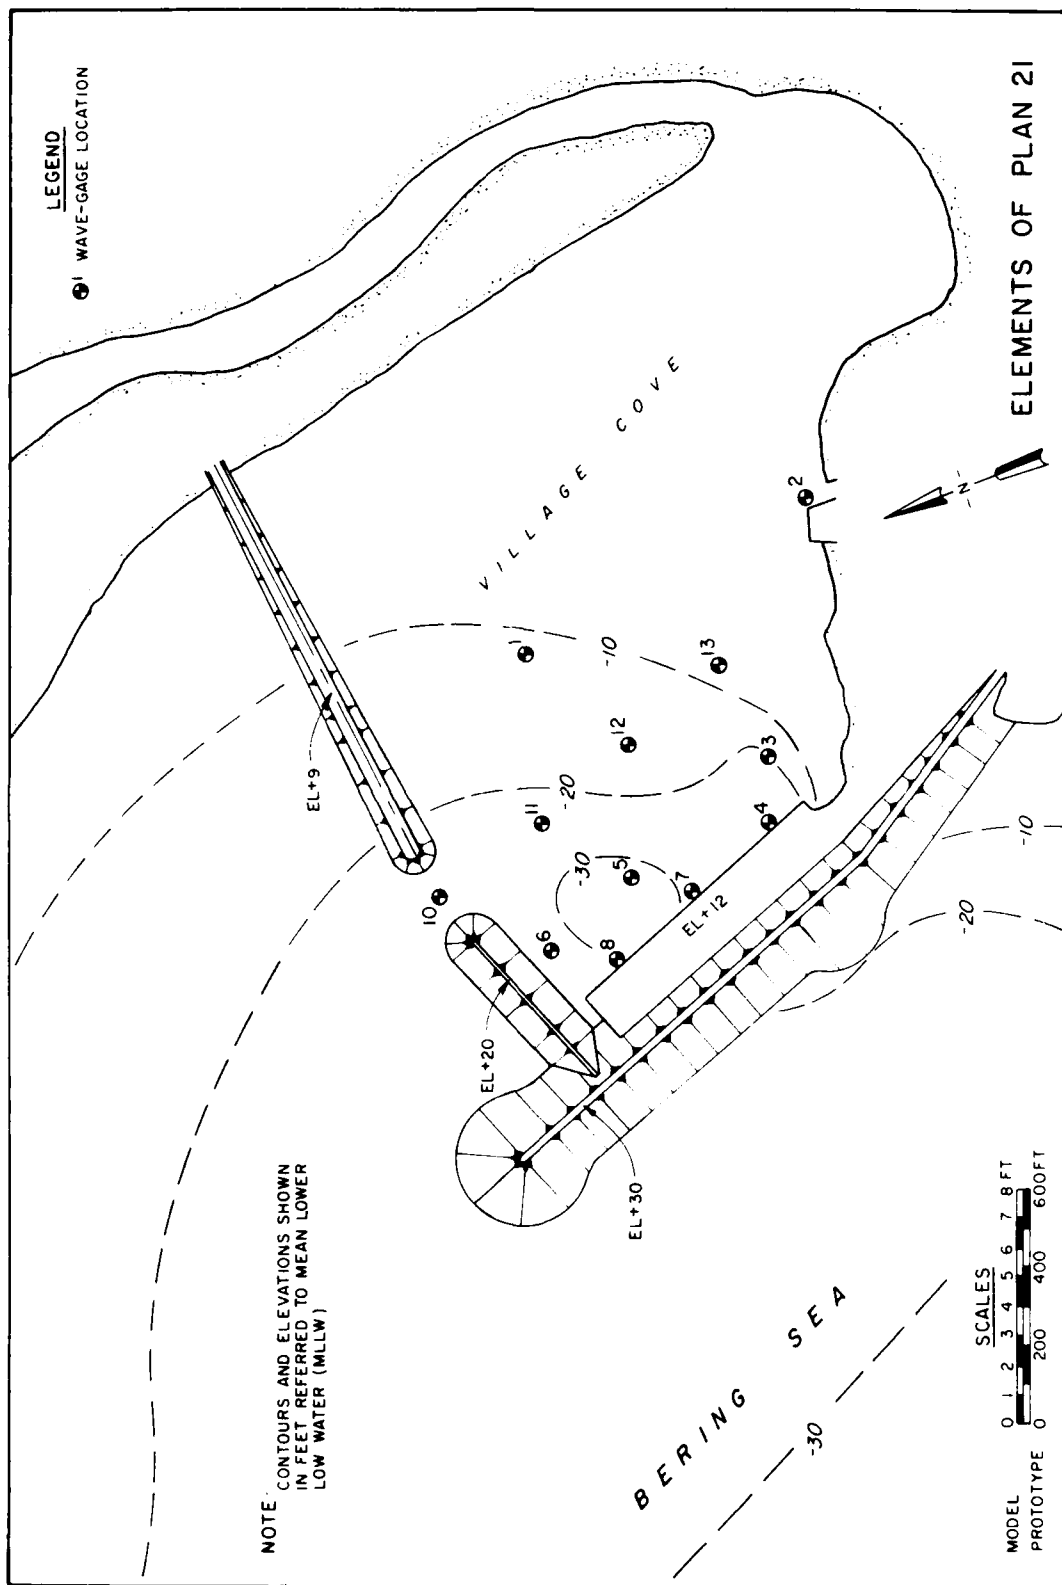 LEGEND
1 WAVE-GAGE LOCATION
EL+9
VILLAGE COVE
-10
-20
-30
1
2
3
4
5
6
7
8
10
11
12
13
EL+20
EL+12
EL+30
-10
-20
-N-
NOTE: CONTOURS AND ELEVATIONS SHOWN
IN FEET REFERRED TO MEAN LOWER
LOW WATER (MLLW)
BERING SEA
-30
SCALES
MODEL 0 1 2 3 4 5 6 7 8 FT
PROTOTYPE 0 200 400 600FT
ELEMENTS OF PLAN 21